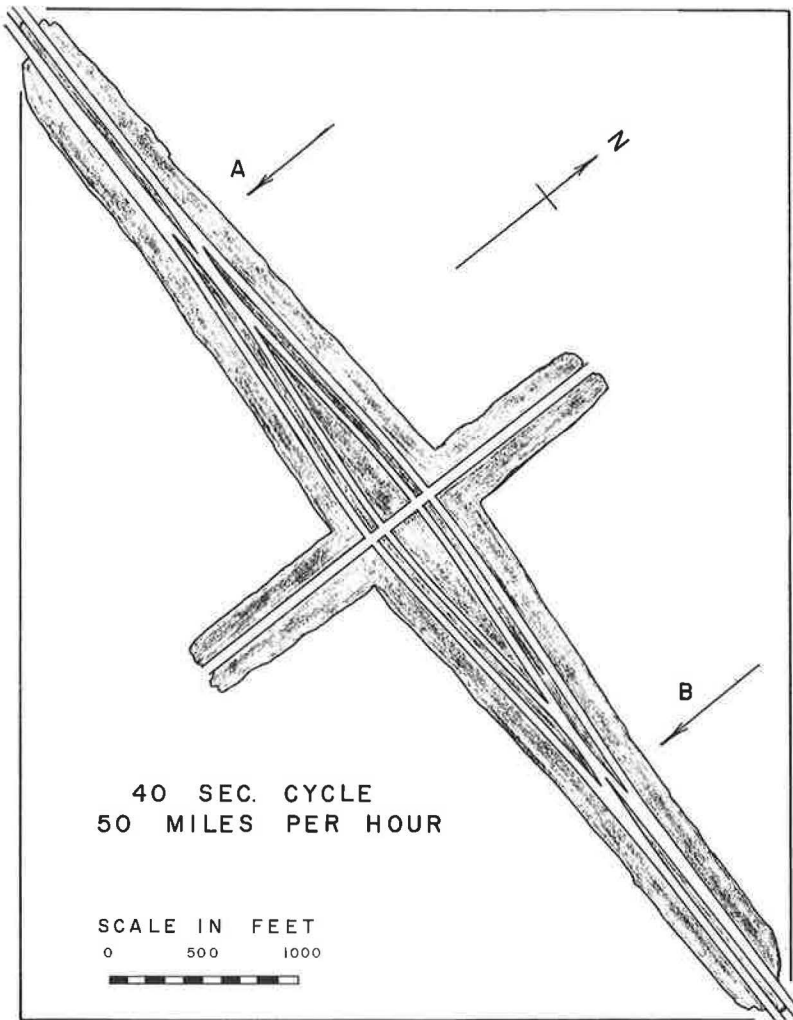 A
N
B
40 SEC. CYCLE
50 MILES PER HOUR
SCALE IN FEET
0 500 1000